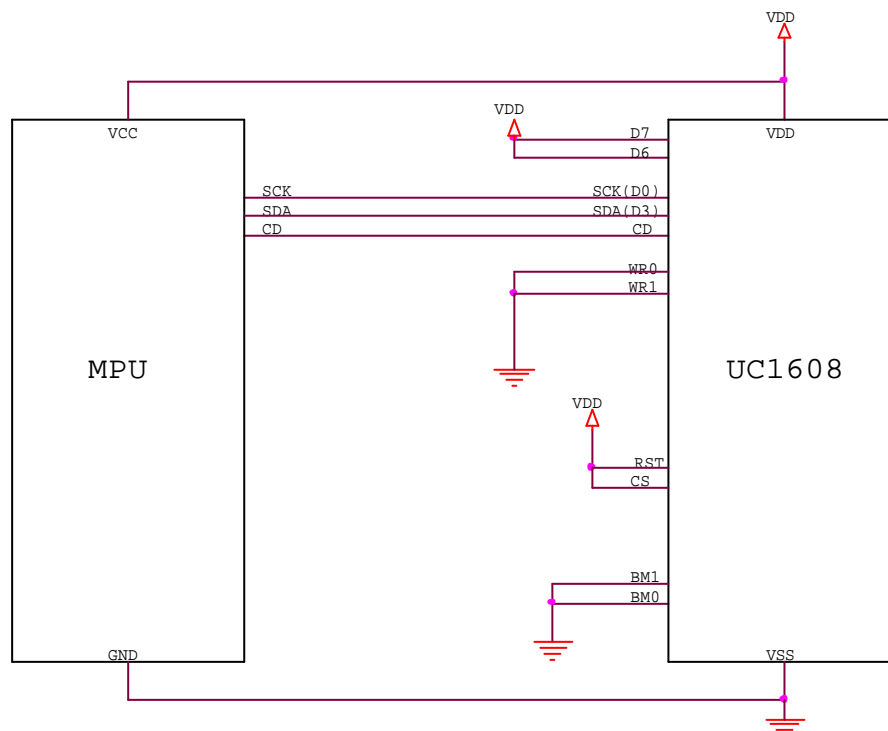 VDD
VCC
VDD
D7
VDD
D6
SCK
SCK(D0)
SDA
SDA(D3)
CD
CD
WR0
WR1
MPU
UC1608
VDD
RST
CS
BM1
BM0
GND
VSS